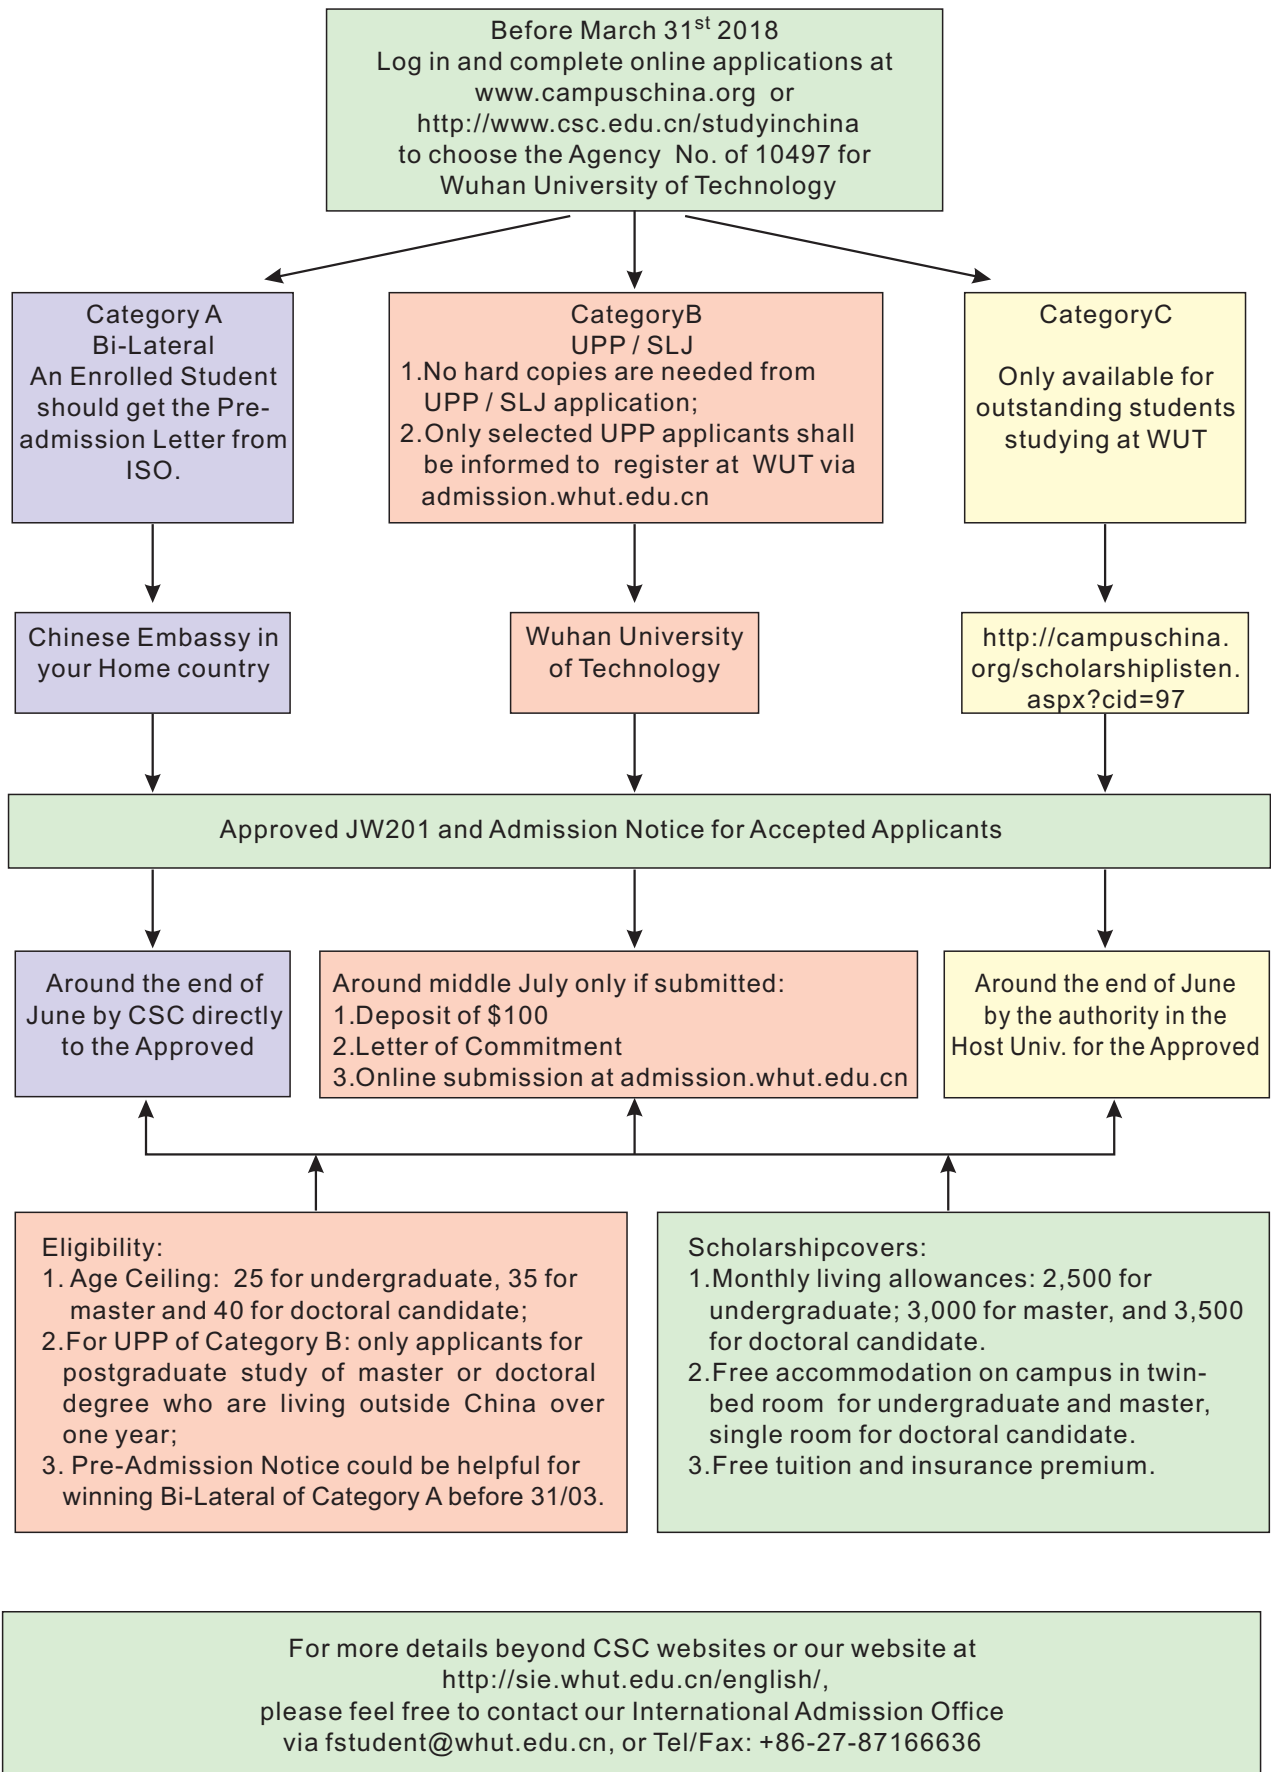 Before March 31st 2018
Log in and complete online applications at
www.campuschina.org or
http://www.csc.edu.cn/studyinchina
to choose the Agency No. of 10497 for
Wuhan University of Technology
Category A
Bi-Lateral
An Enrolled Student
should get the Pre-
admission Letter from
ISO.
CategoryB
UPP / SLJ
1.No hard copies are needed from
UPP / SLJ application;
2.Only selected UPP applicants shall
be informed to register at WUT via
admission.whut.edu.cn
CategoryC
Only available for
outstanding students
studying at WUT
Chinese Embassy in
your Home country
Wuhan University
of Technology
http://campuschina.
org/scholarshiplisten.
aspx?cid=97
Approved JW201 and Admission Notice for Accepted Applicants
Around the end of
June by CSC directly
to the Approved
Around middle July only if submitted:
1.Deposit of $100
2.Letter of Commitment
3.Online submission at admission.whut.edu.cn
Around the end of June
by the authority in the
Host Univ. for the Approved
Eligibility:
1. Age Ceiling: 25 for undergraduate, 35 for
master and 40 for doctoral candidate;
2.For UPP of Category B: only applicants for
postgraduate study of master or doctoral
degree who are living outside China over
one year;
3. Pre-Admission Notice could be helpful for
winning Bi-Lateral of Category A before 31/03.
Scholarshipcovers:
1.Monthly living allowances: 2,500 for
undergraduate; 3,000 for master, and 3,500
for doctoral candidate.
2.Free accommodation on campus in twin-
bed room for undergraduate and master,
single room for doctoral candidate.
3.Free tuition and insurance premium.
For more details beyond CSC websites or our website at
http://sie.whut.edu.cn/english/,
please feel free to contact our International Admission Office
via fstudent@whut.edu.cn, or Tel/Fax: +86-27-87166636